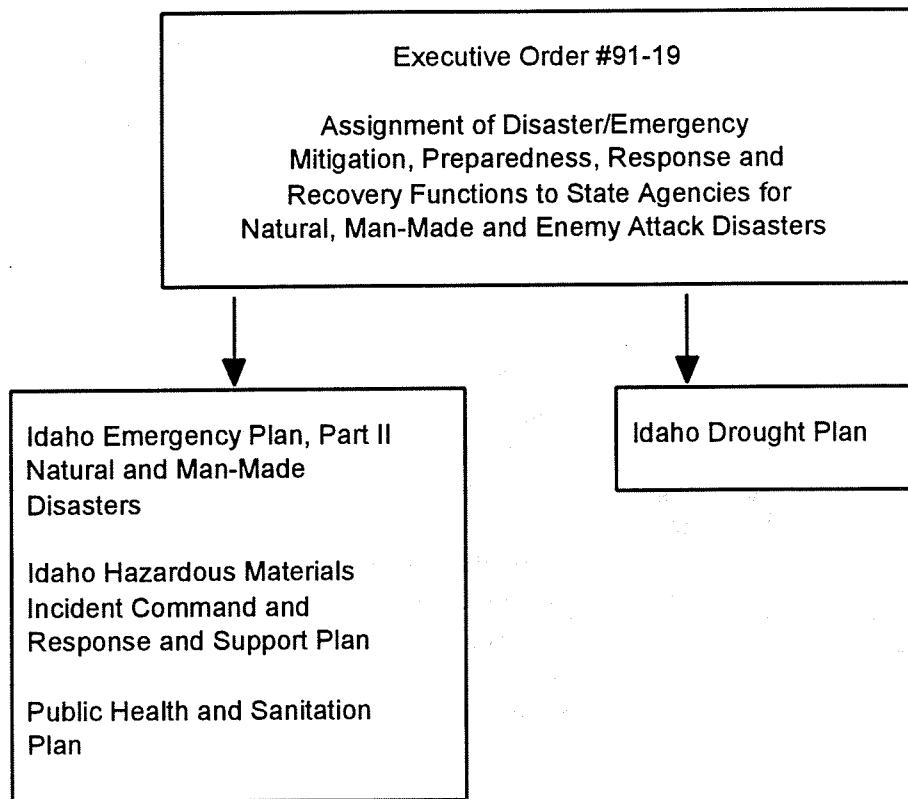 Executive Order #91-19
Assignment of Disaster/Emergency
Mitigation, Preparedness, Response and
Recovery Functions to State Agencies for
Natural, Man-Made and Enemy Attack Disasters
Idaho Emergency Plan, Part II
Natural and Man-Made
Disasters
Idaho Hazardous Materials
Incident Command and
Response and Support Plan
Public Health and Sanitation
Plan
Idaho Drought Plan